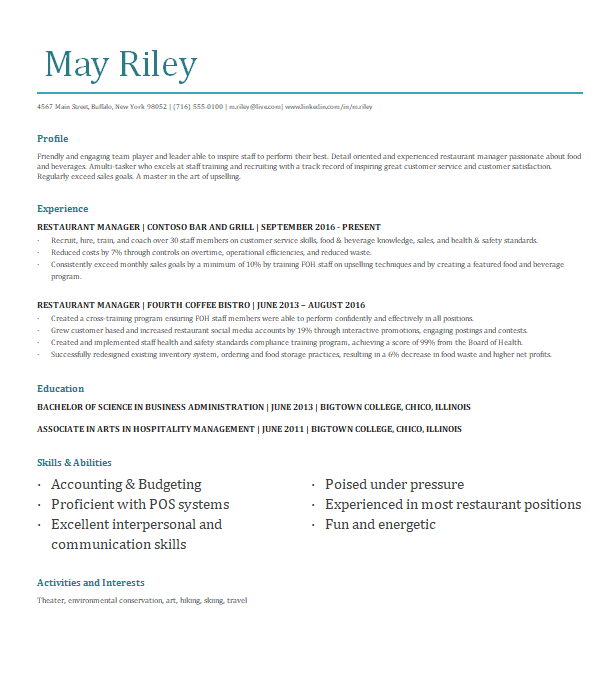 May Riley
4567 Main Street, Buffalo, New York 98052 | (716) 555-0100 | m.riley@live.com| www.linkedin.com/in/m.riley
Profile
Friendly and engaging team player and leader able to inspire staff to perform their best. Detail oriented and experienced restaurant manager passionate about food
and beverages. Amulti-tasker who excels at staff training and recruiting with a track record of inspiring great customer service and customer satisfaction.
Regularly exceed sales goals. A master in the art of upselling.
Experience
RESTAURANT MANAGER | CONTOSO BAR AND GRILL | SEPTEMBER 2016 - PRESENT
· Recruit, hire, train, and coach over 30 staff members on customer service skills, food & beverage knowledge, sales, and health & safety standards.
· Reduced costs by 7% through controls on overtime, operational efficiencies, and reduced waste.
· Consistently exceed monthly sales goals by a minimum of 10% by training FOH staff on upselling techniques and by creating a featured food and beverage
program.
RESTAURANT MANAGER | FOURTH COFFEE BISTRO | JUNE 2013 – AUGUST 2016
· Created a cross-training program ensuring FOH staff members were able to perform confidently and effectively in all positions.
· Grew customer based and increased restaurant social media accounts by 19% through interactive promotions, engaging postings and contests.
· Created and implemented staff health and safety standards compliance training program, achieving a score of 99% from the Board of Health.
· Successfully redesigned existing inventory system, ordering and food storage practices, resulting in a 6% decrease in food waste and higher net profits.
Education
BACHELOR OF SCIENCE IN BUSINESS ADMINISTRATION | JUNE 2013 | BIGTOWN COLLEGE, CHICO, ILLINOIS
ASSOCIATE IN ARTS IN HOSPITALITY MANAGEMENT | JUNE 2011 | BIGTOWN COLLEGE, CHICO, ILLINOIS
Skills & Abilities
· Accounting & Budgeting
· Proficient with POS systems
· Excellent interpersonal and
communication skills
· Poised under pressure
· Experienced in most restaurant positions
· Fun and energetic
Activities and Interests
Theater, environmental conservation, art, hiking, skiing, travel